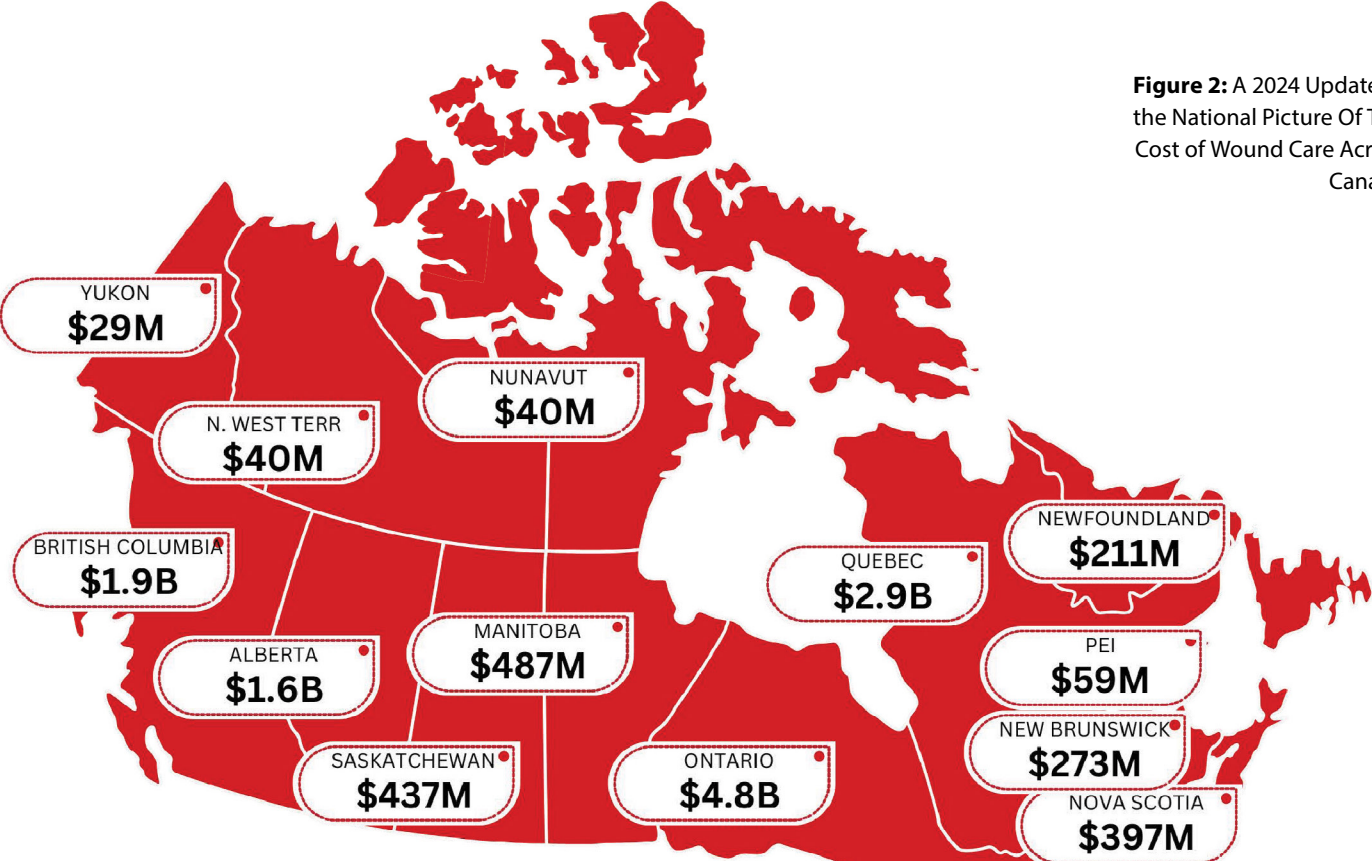 Figure 2: A 2024 Update
the National Picture Of
Cost of Wound Care
YUKON
$29M
NUNAVUT
$40M
N. WEST TERR
$40M
NEWFOUNDLAND
$211M
BRITISH COLUMBIA
$1.9B
QUEBEC
$2.9B
MANITOBA
$487M
ALBERTA
$1.6B
PEI
$59M
NEW BRUNSWICK
$273M
SASKATCHEWAN
$437M
ONTARIO
$4.8B
NOVA SCOTIA
$397M